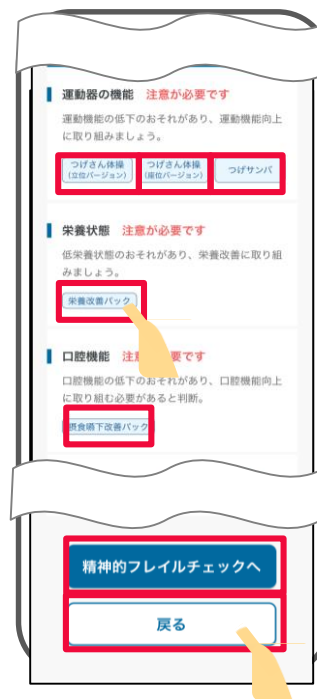 運動器の機能 注意が必要です
運動機能の低下のおそれがあり、運動機能向上
に取り組みましょう。
つげさん体操 つげさん体操 つげサンバ
(立位バージョン) (座位バージョン)
栄養状態 注意が必要です
低栄養状態のおそれがあり、栄養改善に取り組
みましょう。
栄養改善パック
口腔機能 注意 要です
口腔機能の低下のおそれがあり、口腔機能向上
に取り組む必要があると判断。
摂食嚥下改善パック
精神的フレイルチェックへ
戻る